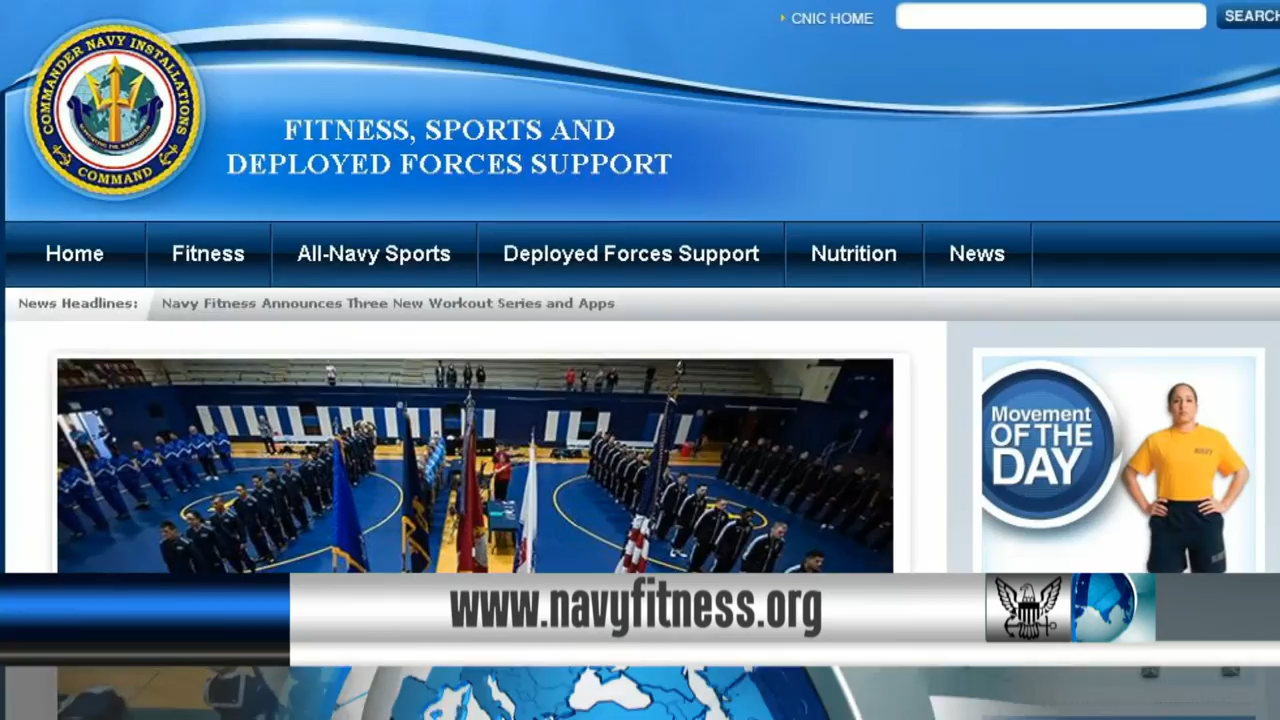 CNIC HOME
SEARCH
COMMANDER NAVY INSTALLATIONS
COMMAND
FITNESS, SPORTS AND
DEPLOYED FORCES SUPPORT
Home
Fitness
All-Navy Sports
Deployed Forces Support
Nutrition
News
News Headlines:
Navy Fitness Announces Three New Workout Series and Apps
Movement
OF THE
DAY
NAVY
www.navyfitness.org